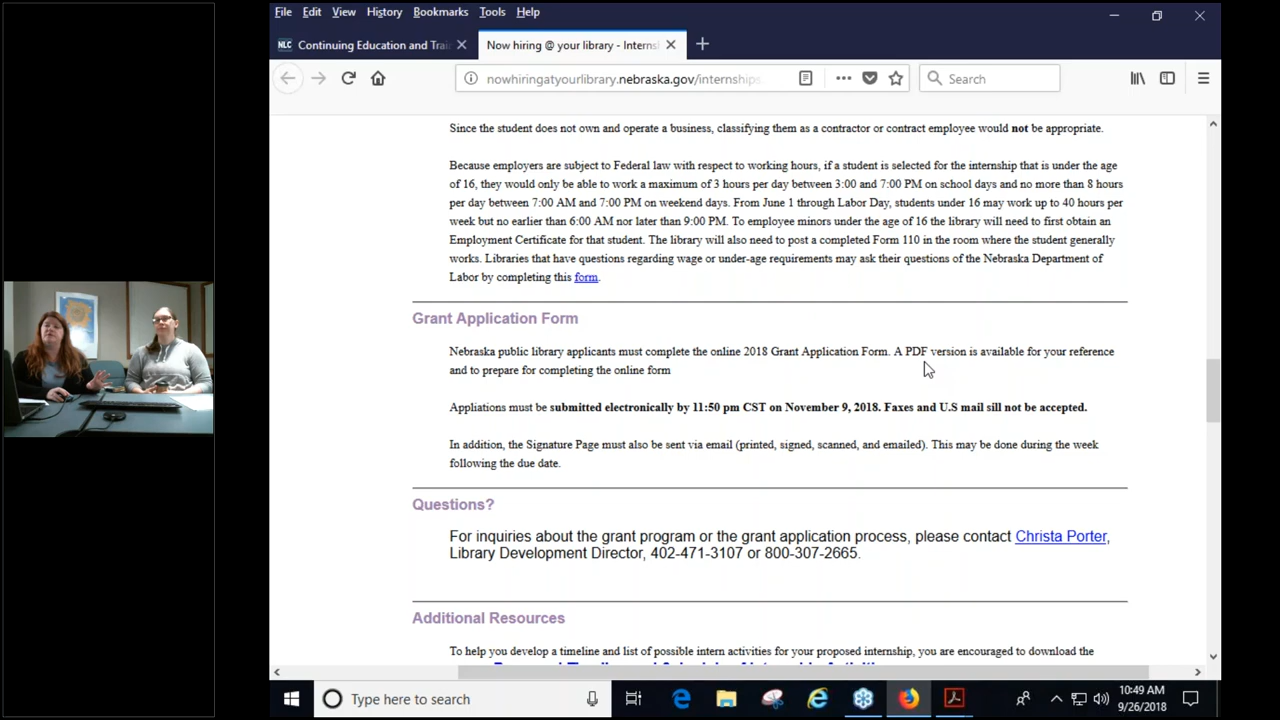 File Edit View History Bookmarks Tools Help
NLC Continuing Education and Trai
Now hiring @ your library - Interns
nowhiringatyourlibrary.nebraska.gov/internships.
Search
Since the student does not own and operate a business, classifying them as a contractor or contract employee would not be appropriate.
Because employers are subject to Federal law with respect to working hours, if a student is selected for the internship that is under the age
of 16, they would only be able to work a maximum of 3 hours per day between 3:00 and 7:00 PM on school days and no more than 8 hours
per day between 7:00 AM and 7:00 PM on weekend days. From June 1 through Labor Day, students under 16 may work up to 40 hours per
week but no earlier than 6:00 AM nor later than 9:00 PM. To employee minors under the age of 16 the library will need to first obtain an
Employment Certificate for that student. The library will also need to post a completed Form 110 in the room where the student generally
works. Libraries that have questions regarding wage or under-age requirements may ask their questions of the Nebraska Department of
Labor by completing this form.
Grant Application Form
Nebraska public library applicants must complete the online 2018 Grant Application Form. A PDF version is available for your reference
and to prepare for completing the online form
Appliations must be submitted electronically by 11:50 pm CST on November 9, 2018. Faxes and U.S mail sill not be accepted.
In addition, the Signature Page must also be sent via email (printed, signed, scanned, and emailed). This may be done during the week
following the due date.
Questions?
For inquiries about the grant program or the grant application process, please contact Christa Porter,
Library Development Director, 402-471-3107 or 800-307-2665.
Additional Resources
To help you develop a timeline and list of possible intern activities for your proposed internship, you are encouraged to download the
Type here to search
10:49 AM
9/26/2018